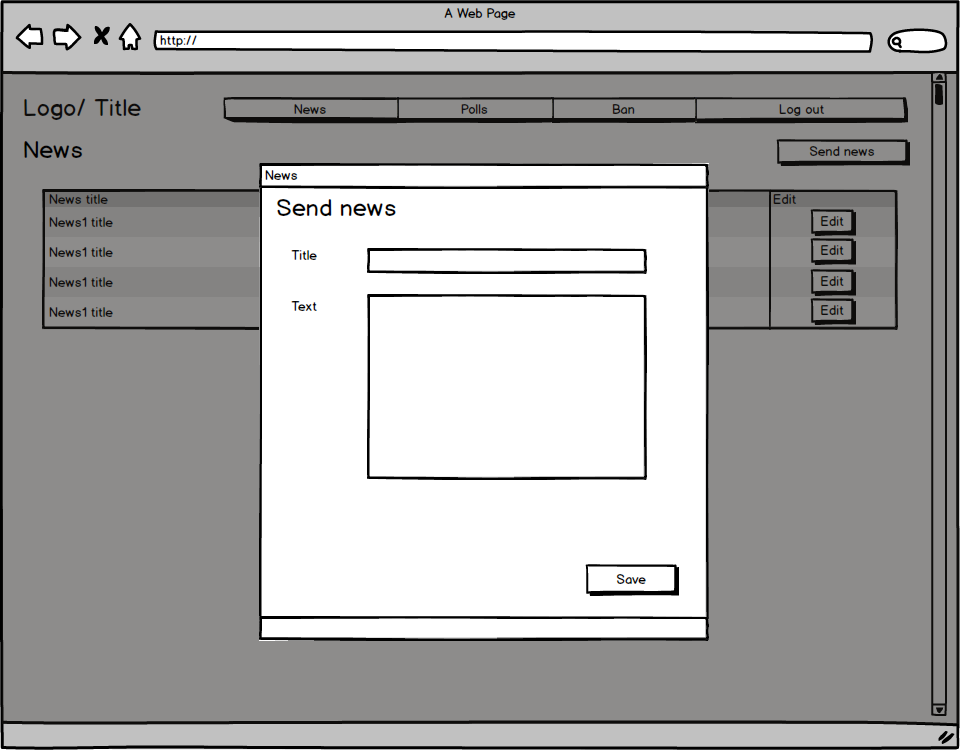 A Web Page
http://
Logo/ Title
News Polls Ban Log out
News
Send news
News title Edit
News1 title Edit
News1 title Edit
News1 title Edit
News1 title Edit
News
Send news
Title
Text
Save